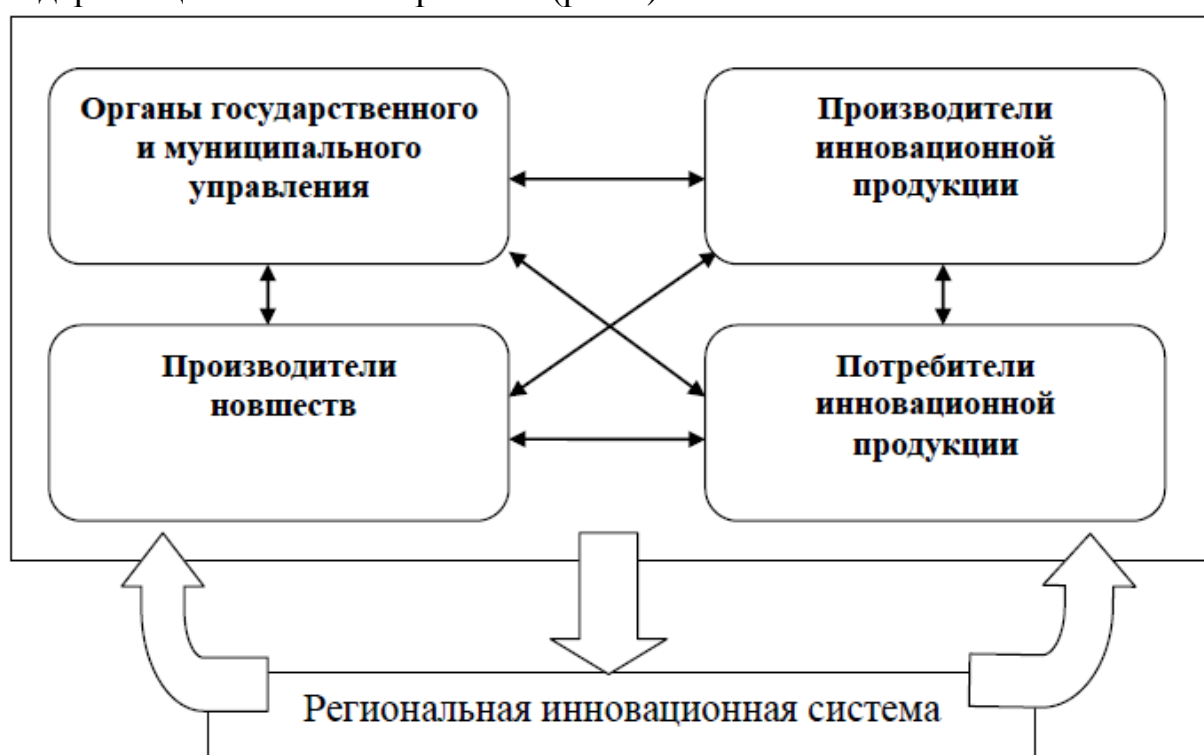 Органы государственного
и муниципального
управления
Производители
инновационной
продукции
Производители
новшеств
Потребители
инновационной
продукции
Региональная инновационная система